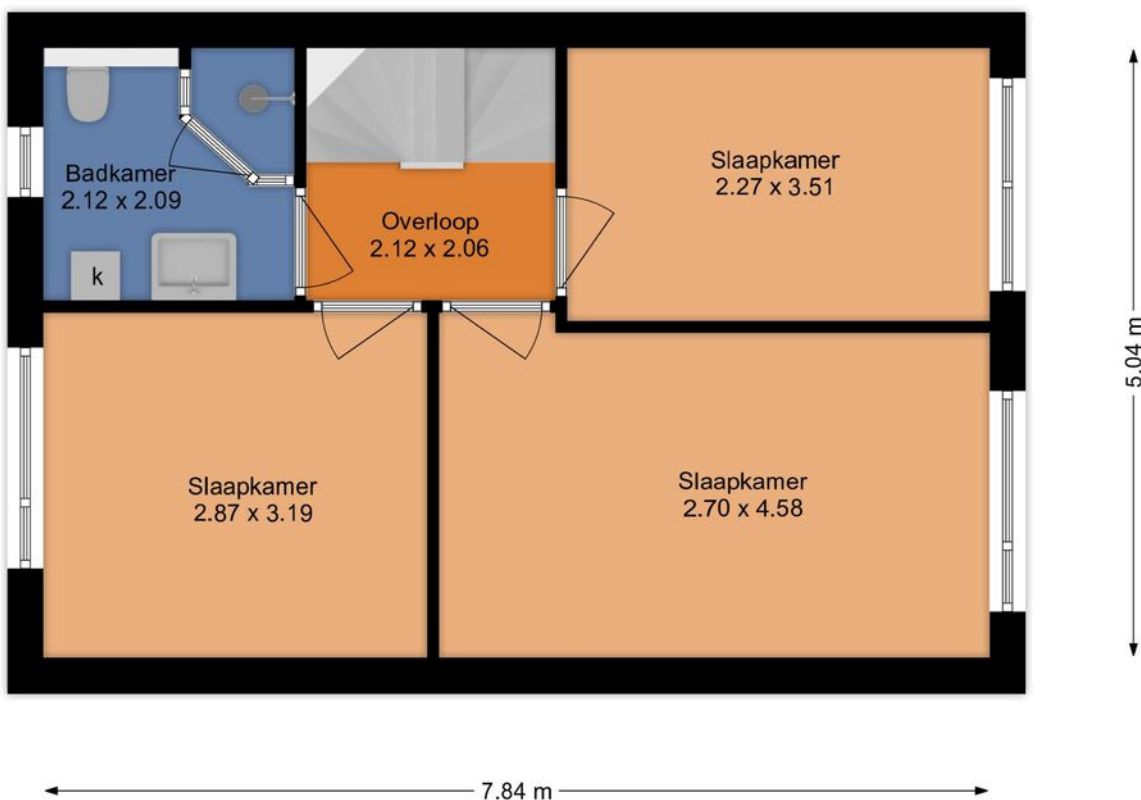 Badkamer
2.12 x 2.09
k
Overloop
2.12 x 2.06
Slaapkamer
2.27 x 3.51
Slaapkamer
2.87 x 3.19
Slaapkamer
2.70 x 4.58
5.04 m
7.84 m